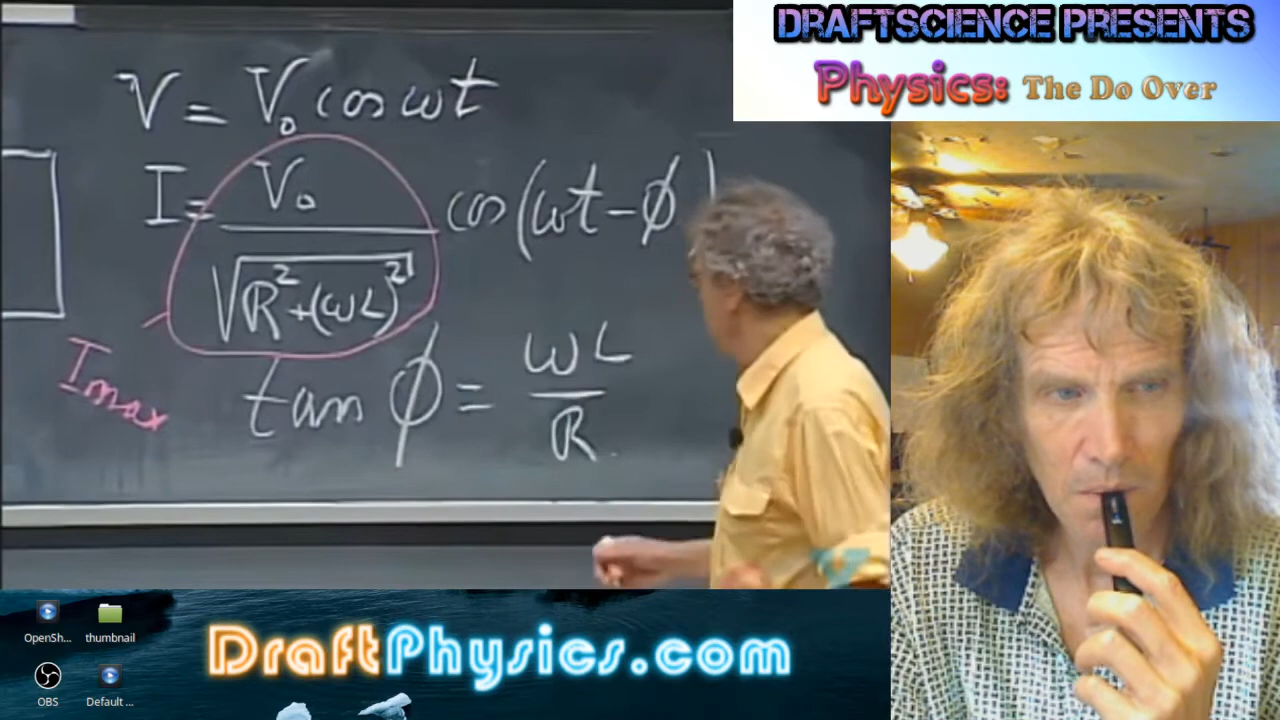 DRAFTSCIENCE PRESENTS
Physics: The Do Over
V = V₀ cos ωt
I = V₀ / √(R² + (ωL)²) cos(ωt - ϕ)
Imax
tan ϕ = ωL / R
OpenSh...
thumbnail
OBS
Default ...
DraftPhysics.com